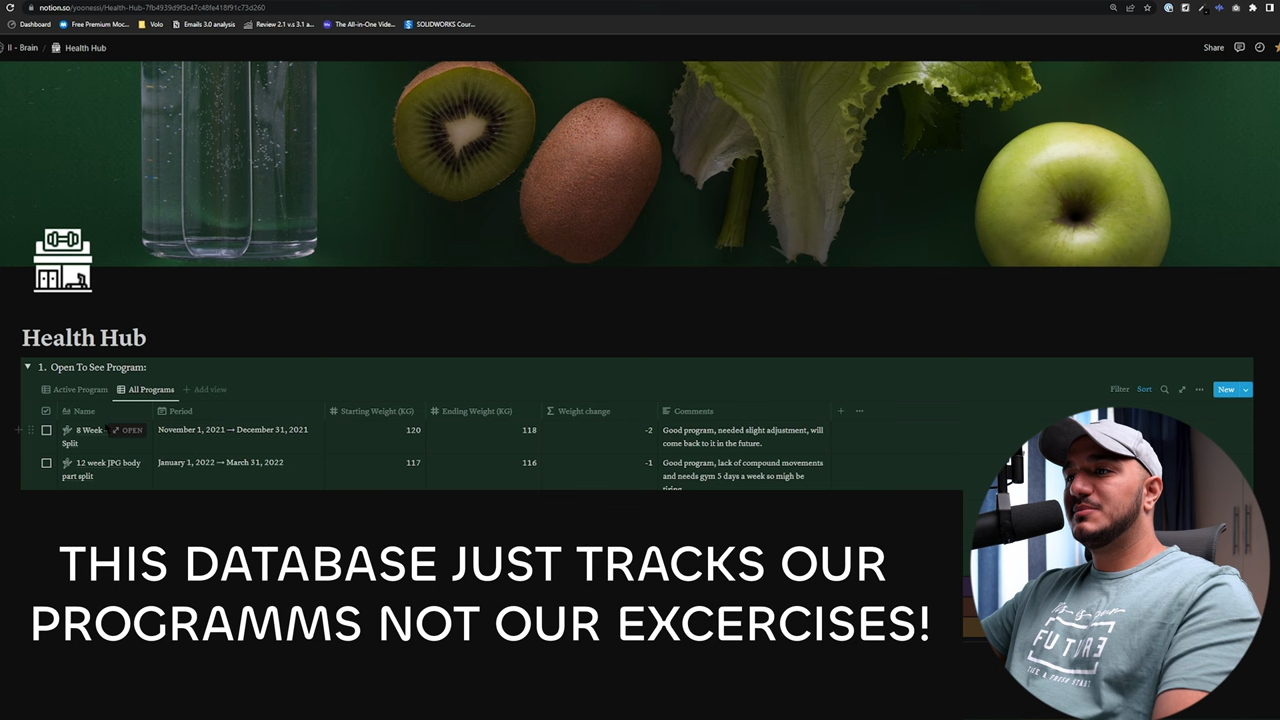 notion.so/yoonessi/Health-Hub-7fb4939d9f3c47c48fe418f91c73d260
Dashboard Free Premium Moc... Volo Emails 3.0 analysis Review 2.1 v.s 3.1 a... The All-in-One Vide... SOLIDWORKS Cour...
II - Brain / Health Hub Share
Health Hub
1. Open To See Program:
Active Program All Programs + Add view Filter Sort New
Name Period Starting Weight (KG) Ending Weight (KG) Weight change Comments
8 Week OPEN November 1, 2021 → December 31, 2021 120 118 -2 Good program, needed slight adjustment, will
Split come back to it in the future.
12 week JPG body January 1, 2022 → March 31, 2022 117 116 -1 Good program, lack of compound movements
part split and needs gym 5 days a week so migh be
tiring
THIS DATABASE JUST TRACKS OUR
PROGRAMMS NOT OUR EXCERCISES!
FUTURE